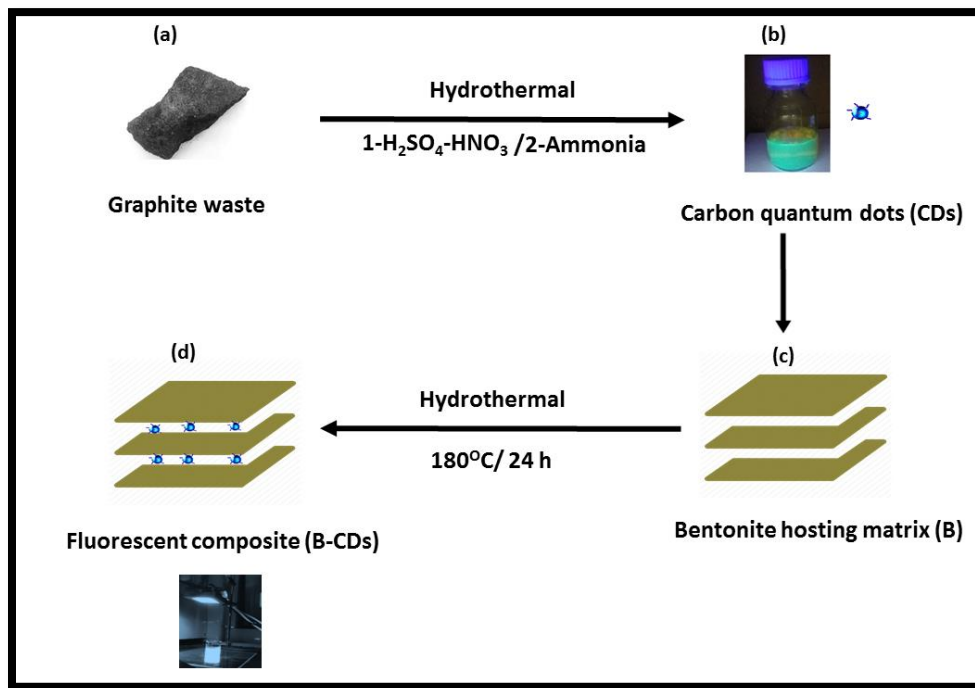 (a)
Graphite waste
Hydrothermal
1-H₂SO₄-HNO₃ /2-Ammonia
(b)
Carbon quantum dots (CDs)
(c)
Bentonite hosting matrix (B)
Hydrothermal
180⁰C/ 24 h
(d)
Fluorescent composite (B-CDs)